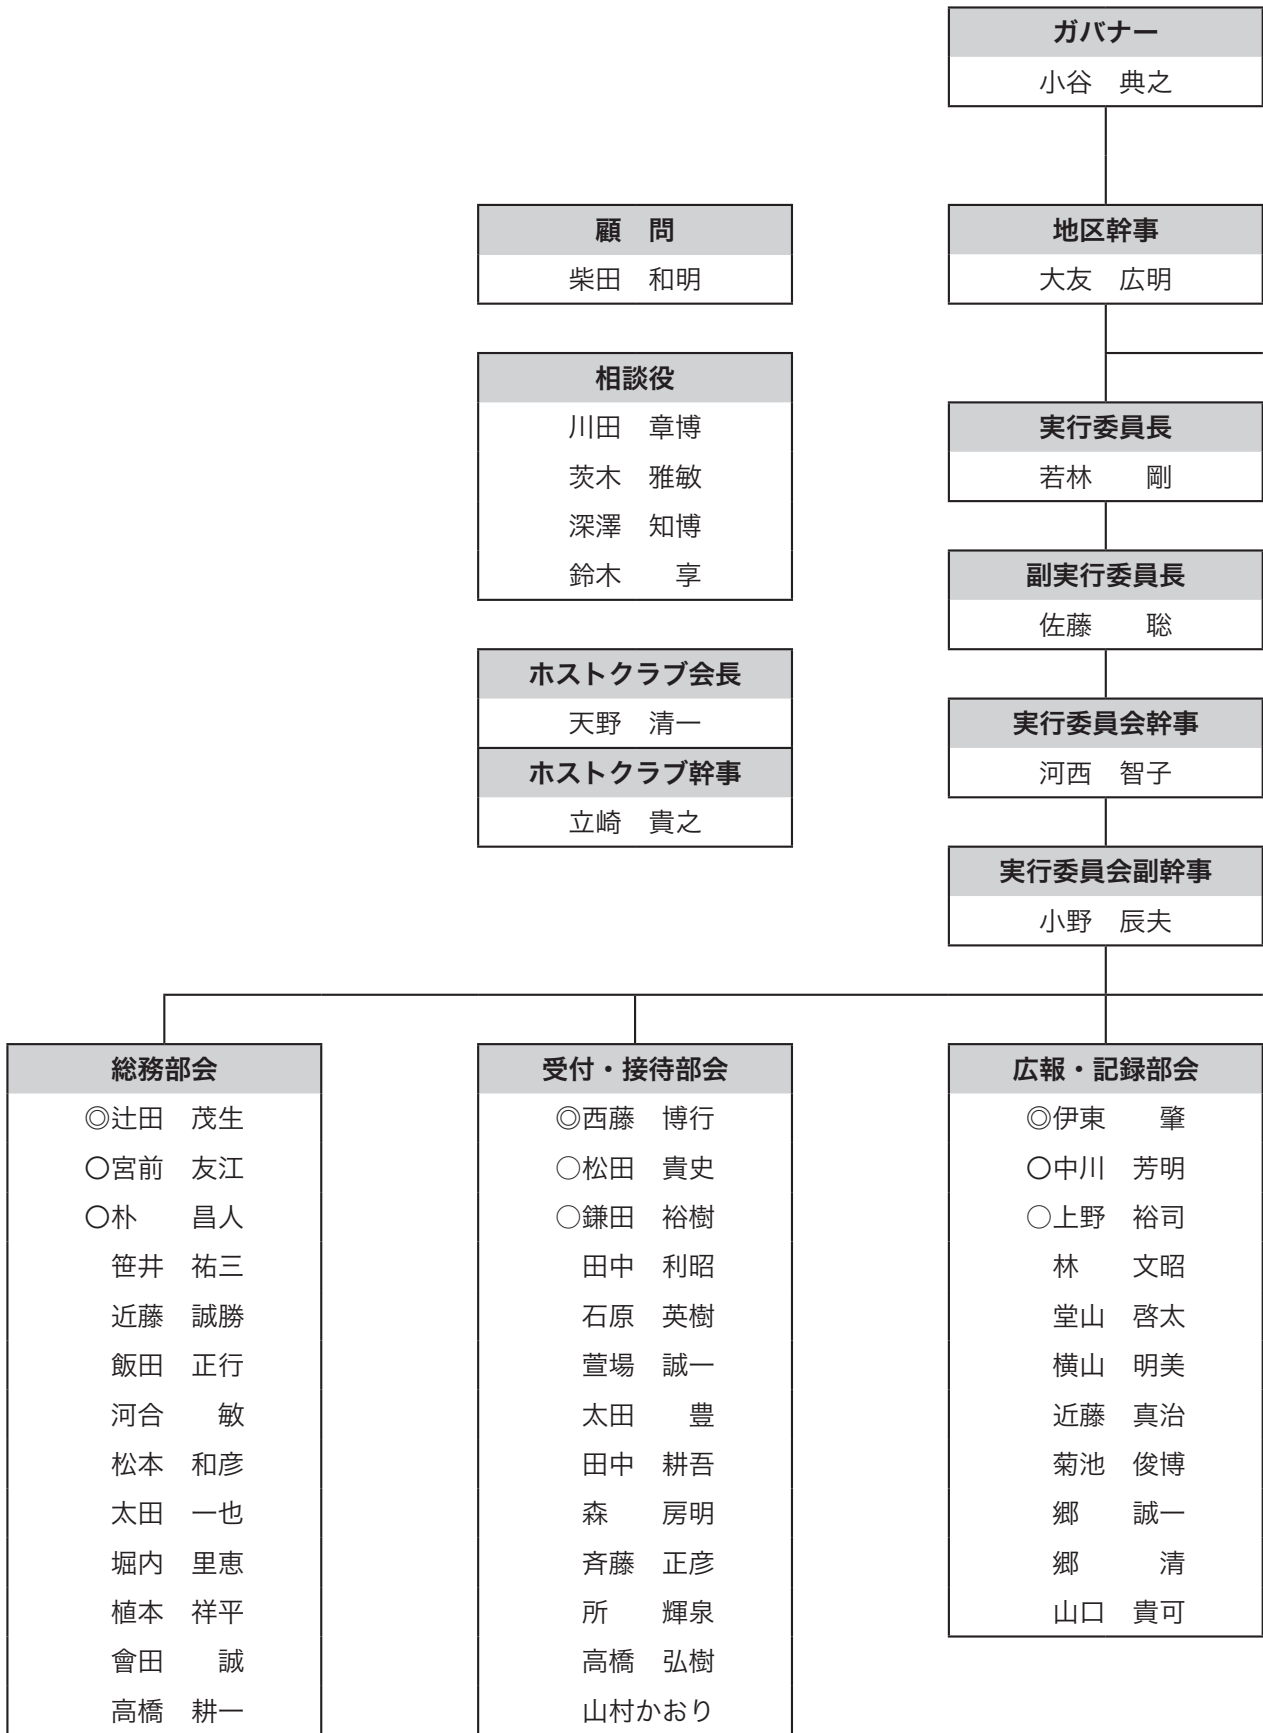 ガバナー
小谷　典之
地区幹事
大友　広明
顧　問
柴田　和明
相談役
川田　章博
茨木　雅敏
深澤　知博
鈴木　　享
ホストクラブ会長
天野　清一
ホストクラブ幹事
立崎　貴之
実行委員長
若林　　剛
副実行委員長
佐藤　　聡
実行委員会幹事
河西　智子
実行委員会副幹事
小野　辰夫
総務部会
◎辻田　茂生
〇宮前　友江
〇朴　　昌人
笹井　祐三
近藤　誠勝
飯田　正行
河合　　敏
松本　和彦
太田　一也
堀内　里恵
植本　祥平
會田　　誠
高橋　耕一
受付・接待部会
◎西藤　博行
○松田　貴史
○鎌田　裕樹
田中　利昭
石原　英樹
萱場　誠一
太田　　豊
田中　耕吾
森　　房明
斉藤　正彦
所　　輝泉
高橋　弘樹
山村かおり
広報・記録部会
◎伊東　　肇
〇中川　芳明
○上野　裕司
林　　文昭
堂山　啓太
横山　明美
近藤　真治
菊池　俊博
郷　　誠一
郷　　　清
山口　貴可